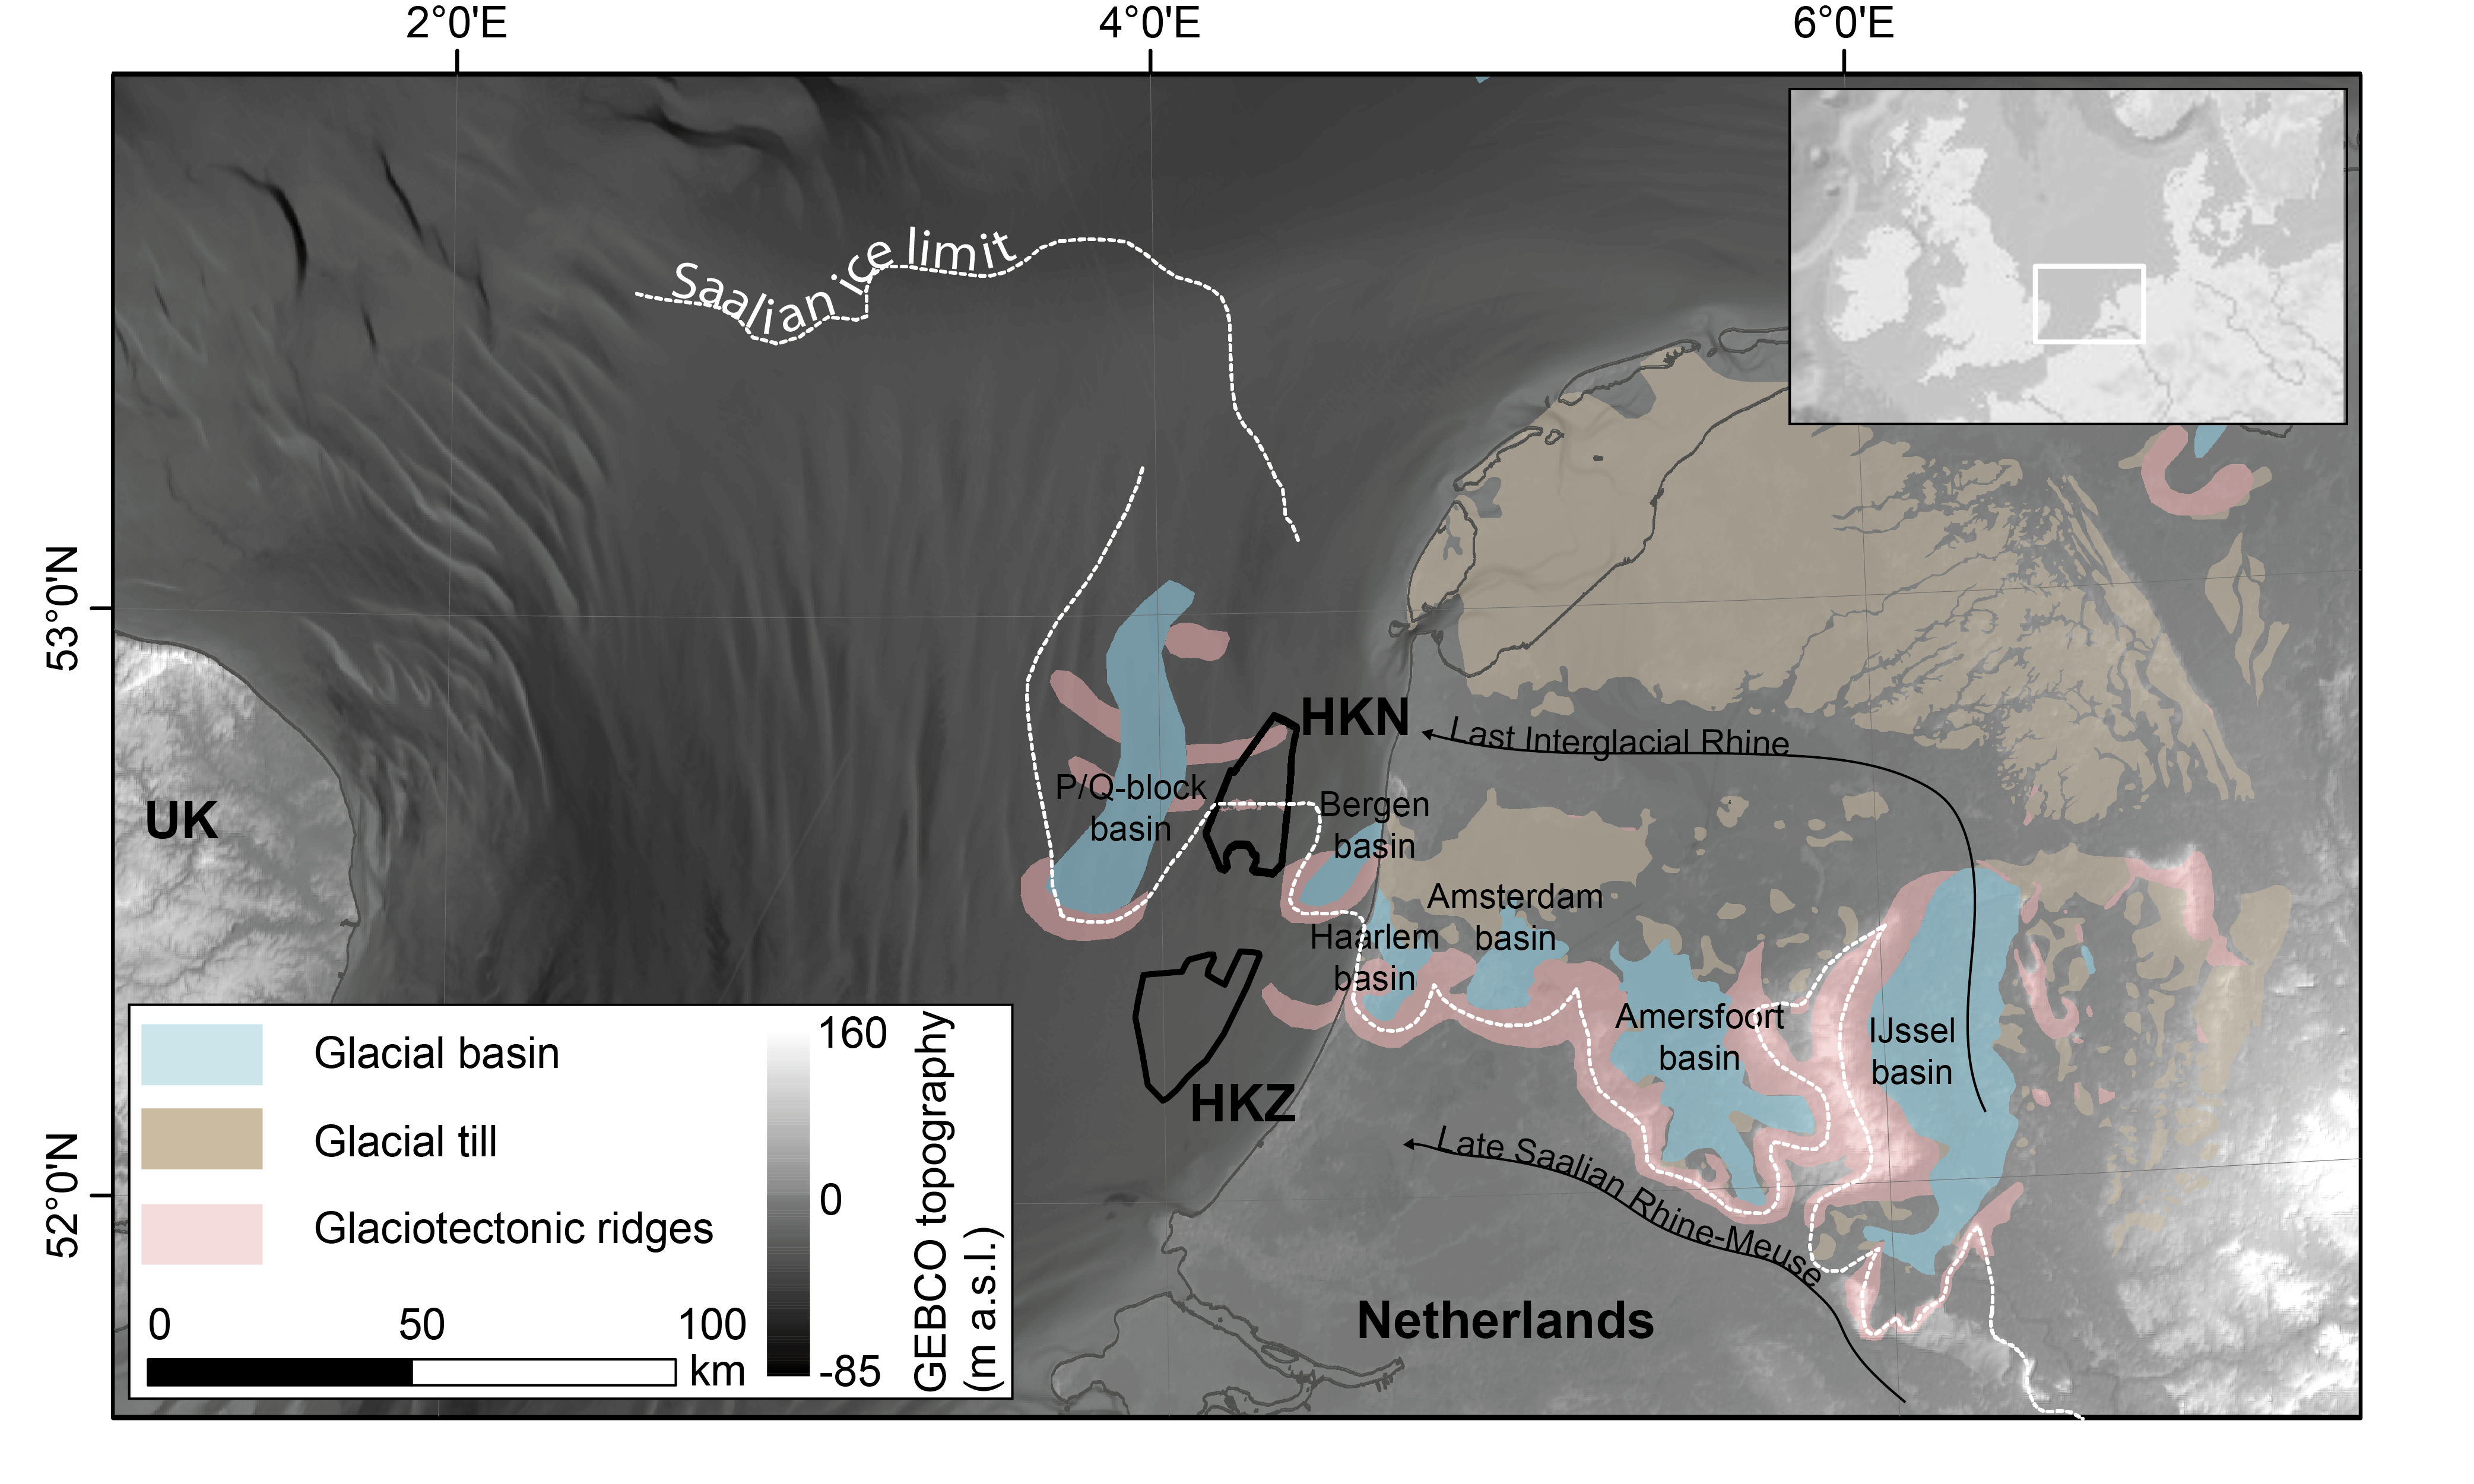 2°0'E
4°0'E
6°0'E
53°0'N
52°0'N
Saalian ice limit
HKN
Last Interglacial Rhine
P/Q-block
basin
Bergen
basin
UK
Amsterdam
basin
Haarlem
basin
Amersfoort
basin
IJssel
basin
HKZ
Late Saalian Rhine-Meuse
Netherlands
Glacial basin
Glacial till
Glaciotectonic ridges
0
50
100
km
160
0
-85
GEBCO topography
(m a.s.l.)